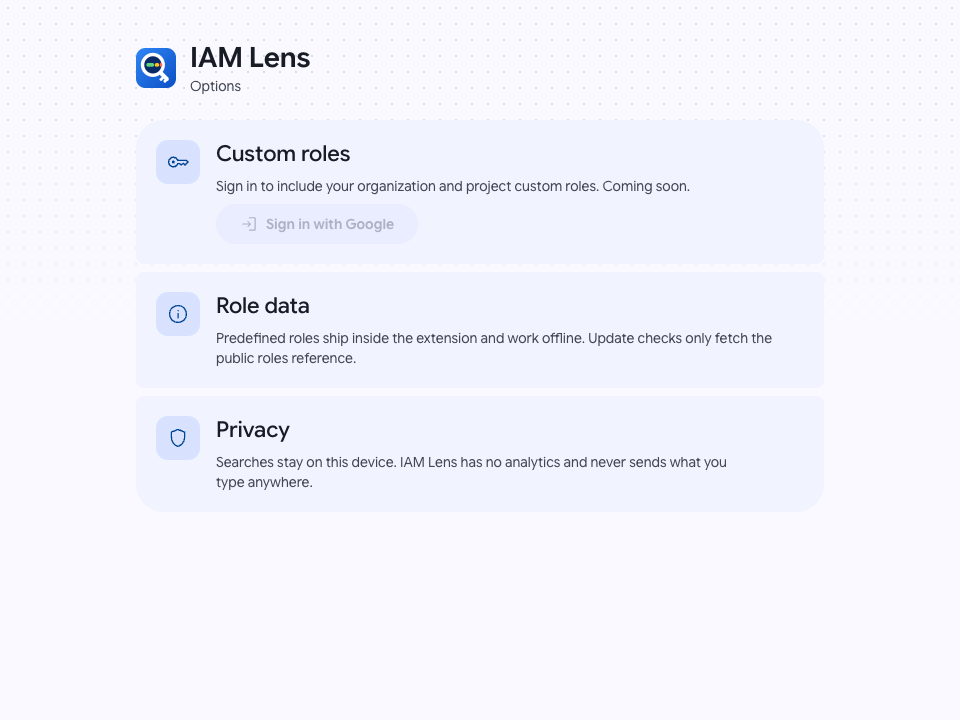 IAM Lens
Options
Custom roles
Sign in to include your organization and project custom roles. Coming soon.
Sign in with Google
Role data
Predefined roles ship inside the extension and work offline. Update checks only fetch the
public roles reference.
Privacy
Searches stay on this device. IAM Lens has no analytics and never sends what you
type anywhere.